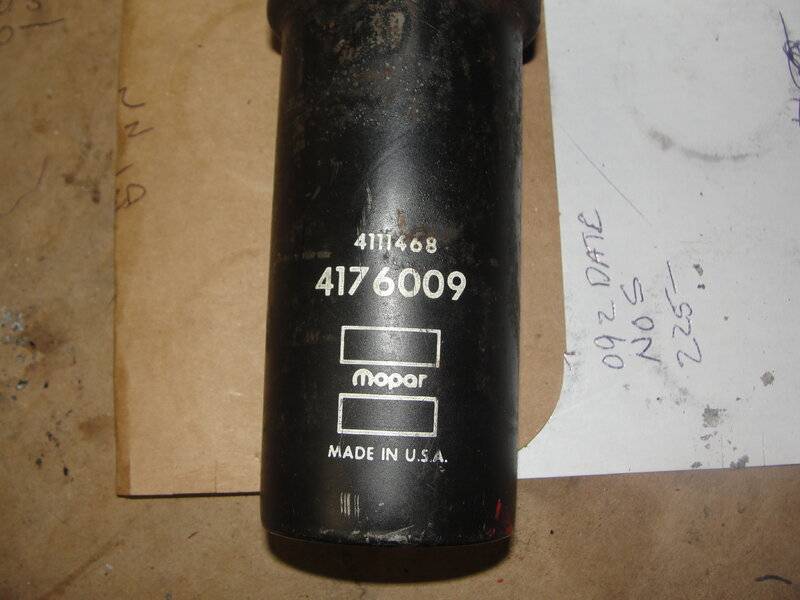 4111468
4176009
mopar
MADE IN U.S.A.
092 DATE
NOS
225-